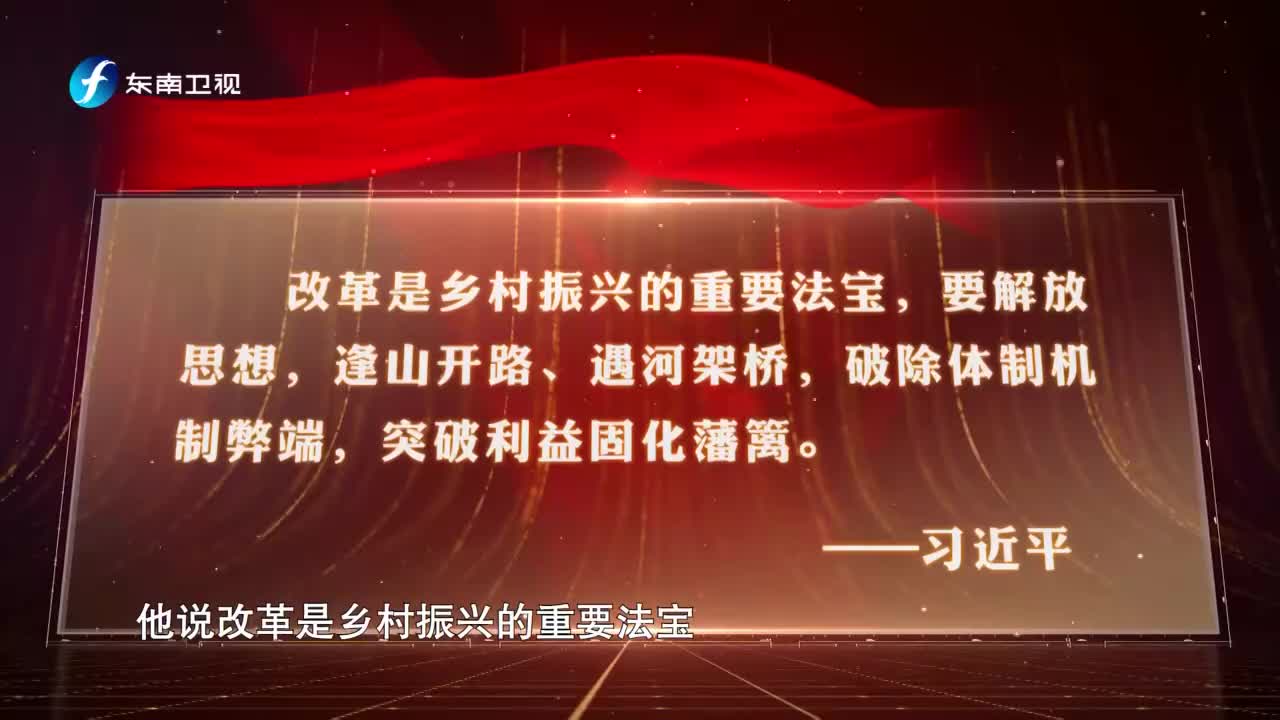 东南卫视
改革是乡村振兴的重要法宝，要解放
思想，逢山开路、遇河架桥，破除体制机
制弊端，突破利益固化藩篱。
——习近平
他说改革是乡村振兴的重要法宝